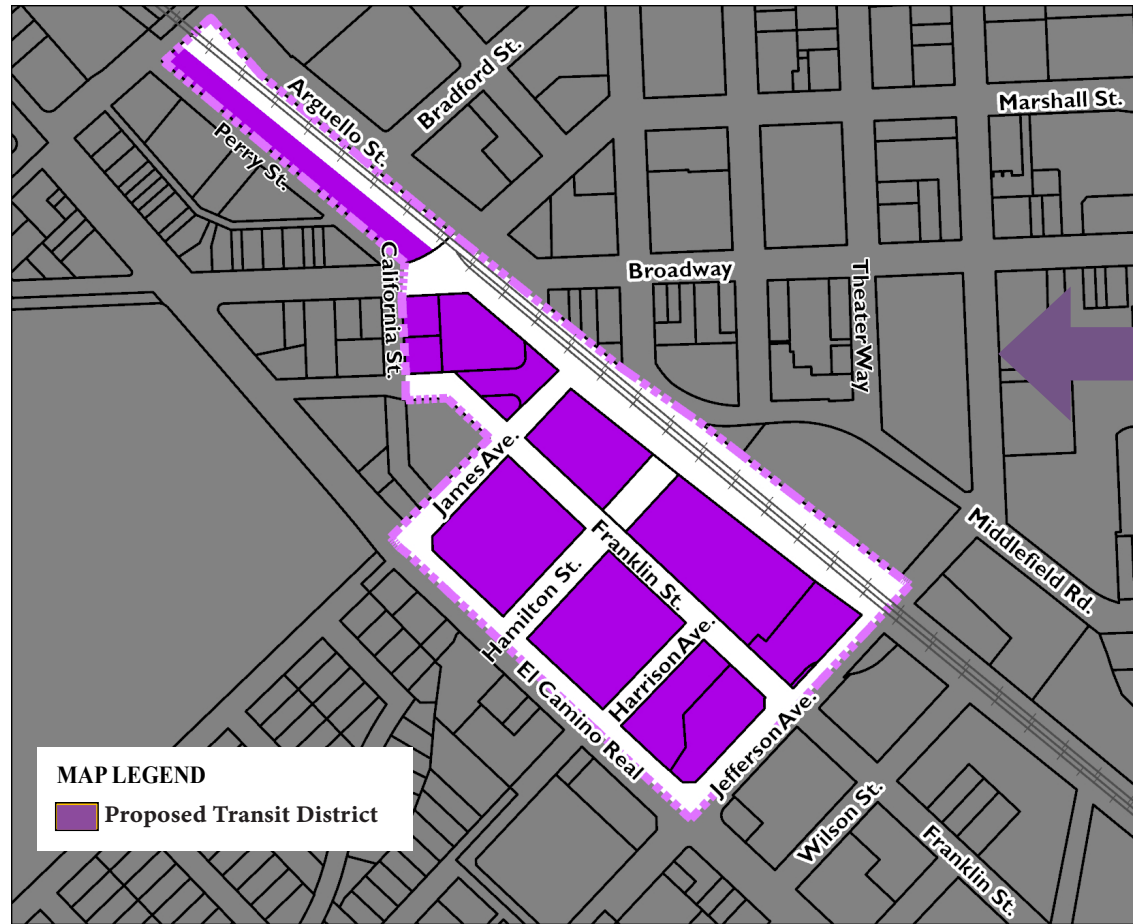 Bradford St.
Arguello St.
Marshall St.
Perry St.
California St.
Broadway
Theater Way
James Ave.
Franklin St.
Middlefield Rd.
Hamilton St.
Harrison Ave.
El Camino Real
Jefferson Ave.
Wilson St.
Franklin St.
MAP LEGEND
Proposed Transit District